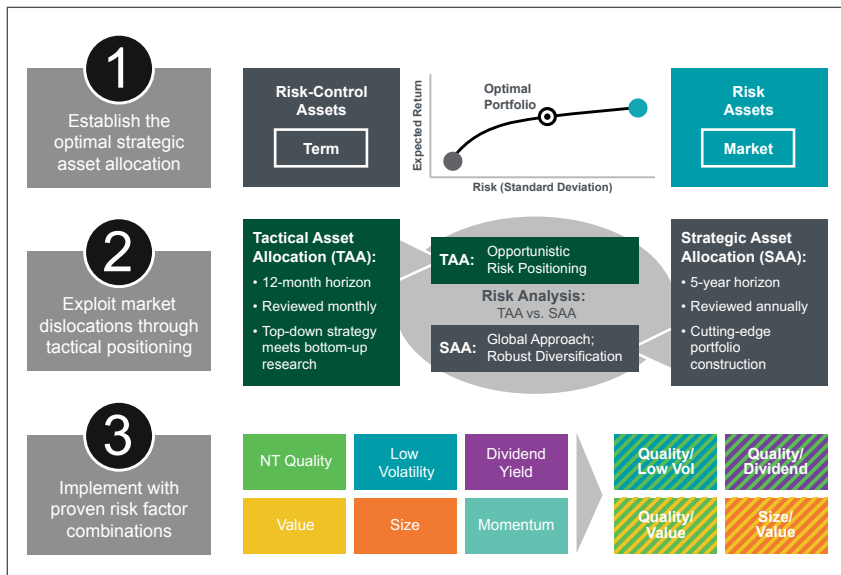 1
Establish the
optimal strategic
asset allocation
Risk-Control
Assets
Term
Expected Return
Optimal
Portfolio
Risk (Standard Deviation)
Risk
Assets
Market
2
Exploit market
dislocations through
tactical positioning
Tactical Asset
Allocation (TAA):
• 12-month horizon
• Reviewed monthly
• Top-down strategy
meets bottom-up
research
TAA: Opportunistic
Risk Positioning
Risk Analysis:
TAA vs. SAA
SAA: Global Approach;
Robust Diversification
Strategic Asset
Allocation (SAA):
• 5-year horizon
• Reviewed annually
• Cutting-edge
portfolio
construction
3
Implement with
proven risk factor
combinations
NT Quality
Low
Volatility
Dividend
Yield
Value
Size
Momentum
Quality/
Low Vol
Quality/
Dividend
Quality/
Value
Size/
Value